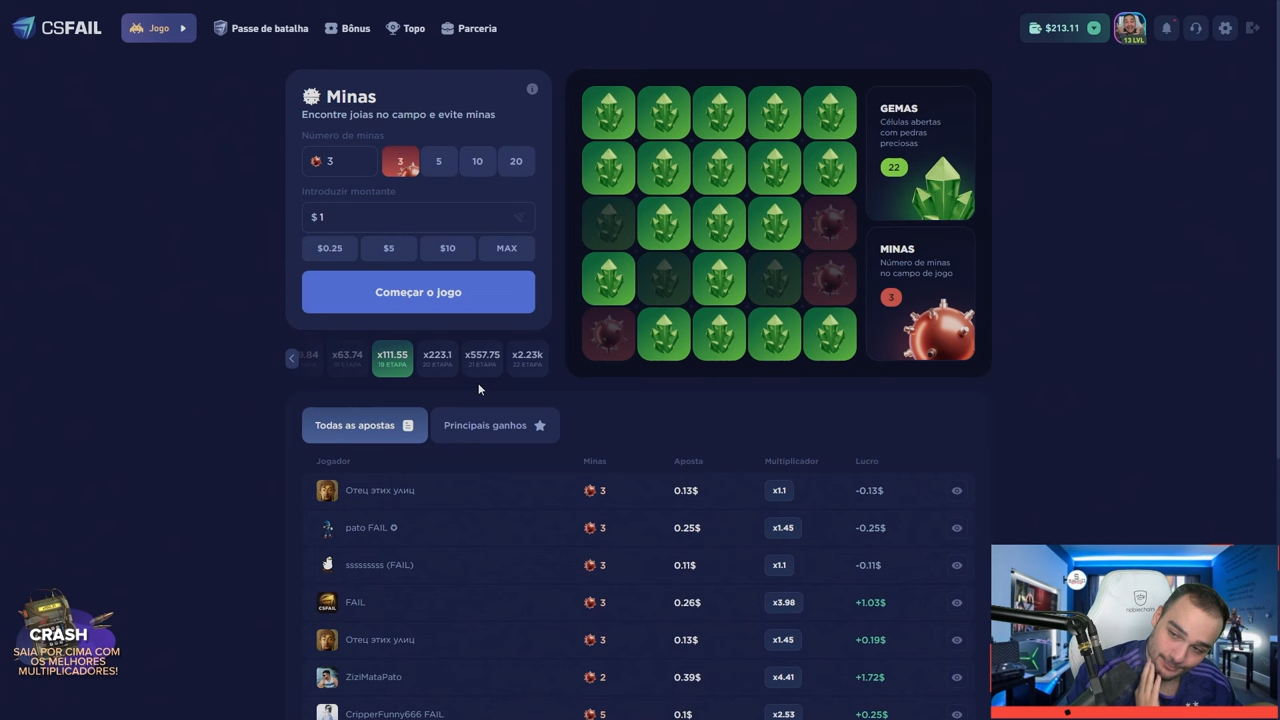 CSFAIL
Jogo
Passe de batalha
Bônus
Topo
Parceria
$213.11
13 LVL
Minas
Encontre joias no campo e evite minas
Número de minas
3
3
5
10
20
Introduzir montante
$ 1
$0.25
$5
$10
MAX
Começar o jogo
x63.74
x111.55
x223.1
x557.75
x2.23k
19 ETAPA
20 ETAPA
21 ETAPA
22 ETAPA
GEMAS
Células abertas
com pedras
preciosas
22
MINAS
Número de minas
no campo de jogo
3
Todas as apostas
Principais ganhos
Jogador Minas Aposta Multiplicador Lucro
Отец этих улиц 3 0.13$ x1.1 -0.13$
pato FAIL 3 0.25$ x1.45 -0.25$
sssssssss (FAIL) 3 0.11$ x1.1 -0.11$
FAIL 3 0.26$ x3.98 +1.03$
Отец этих улиц 3 0.13$ x1.45 +0.19$
ZiziMataPato 2 0.39$ x4.41 +1.72$
CripperFunny666 FAIL 5 0.1$ x2.53 +0.25$
CRASH
SAIA POR CIMA COM
OS MELHORES
MULTIPLICADORES!
noblechairs